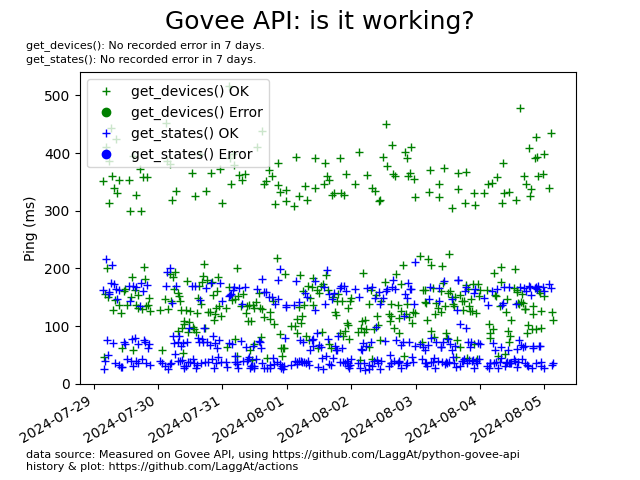 Govee API: is it working?
get_devices(): No recorded error in 7 days.
get_states(): No recorded error in 7 days.
get_devices() OK
get_devices() Error
get_states() OK
get_states() Error
500
400
300
200
100
0
Ping (ms)
2024-07-29
2024-07-30
2024-07-31
2024-08-01
2024-08-02
2024-08-03
2024-08-04
2024-08-05
data source: Measured on Govee API, using https://github.com/LaggAt/python-govee-api
history & plot: https://github.com/LaggAt/actions